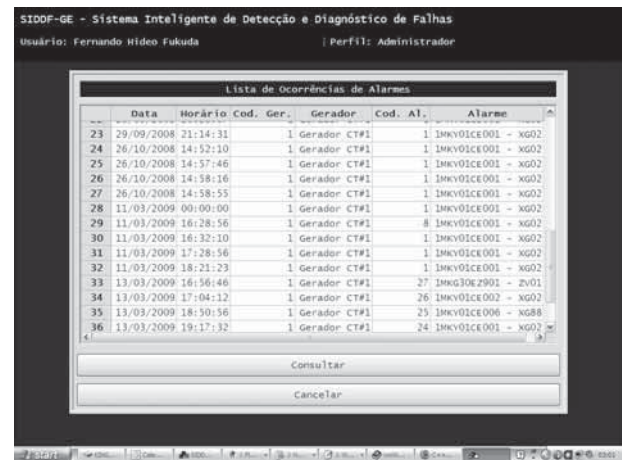 SIDDF-GE - Sistema Inteligente de Detecção e Diagnóstico de Falhas
Usuário: Fernando Hideo Fukuda | Perfil: Administrador
Lista de Ocorrências de Alarmes
Data Horário Cod. Ger. Gerador Cod. Al. Alarme
23 29/09/2008 21:14:31 1 Gerador CT#1 1 1MKY01CE001 - XG02
24 26/10/2008 14:52:10 1 Gerador CT#1 1 1MKY01CE001 - XG02
25 26/10/2008 14:57:46 1 Gerador CT#1 1 1MKY01CE001 - XG02
26 26/10/2008 14:58:16 1 Gerador CT#1 1 1MKY01CE001 - XG02
27 26/10/2008 14:58:55 1 Gerador CT#1 1 1MKY01CE001 - XG02
28 11/03/2009 00:00:00 1 Gerador CT#1 1 1MKY01CE001 - XG02
29 11/03/2009 16:28:56 1 Gerador CT#1 8 1MKY01CE001 - XG02
30 11/03/2009 16:32:10 1 Gerador CT#1 1 1MKY01CE001 - XG02
31 11/03/2009 17:28:56 1 Gerador CT#1 1 1MKY01CE001 - XG02
32 11/03/2009 18:21:23 1 Gerador CT#1 1 1MKY01CE001 - XG02
33 13/03/2009 16:56:46 1 Gerador CT#1 27 1MKG30EZ901 - ZV01
34 13/03/2009 17:04:12 1 Gerador CT#1 26 1MKY01CE002 - XG02
35 13/03/2009 18:50:56 1 Gerador CT#1 25 1MKY01CE006 - XG88
36 13/03/2009 19:17:32 1 Gerador CT#1 24 1MKY01CE001 - XG02
Consultar
Cancelar